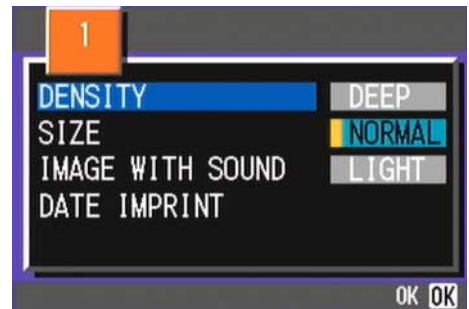 1
DENSITY DEEP
SIZE NORMAL
IMAGE WITH SOUND LIGHT
DATE IMPRINT
OK OK